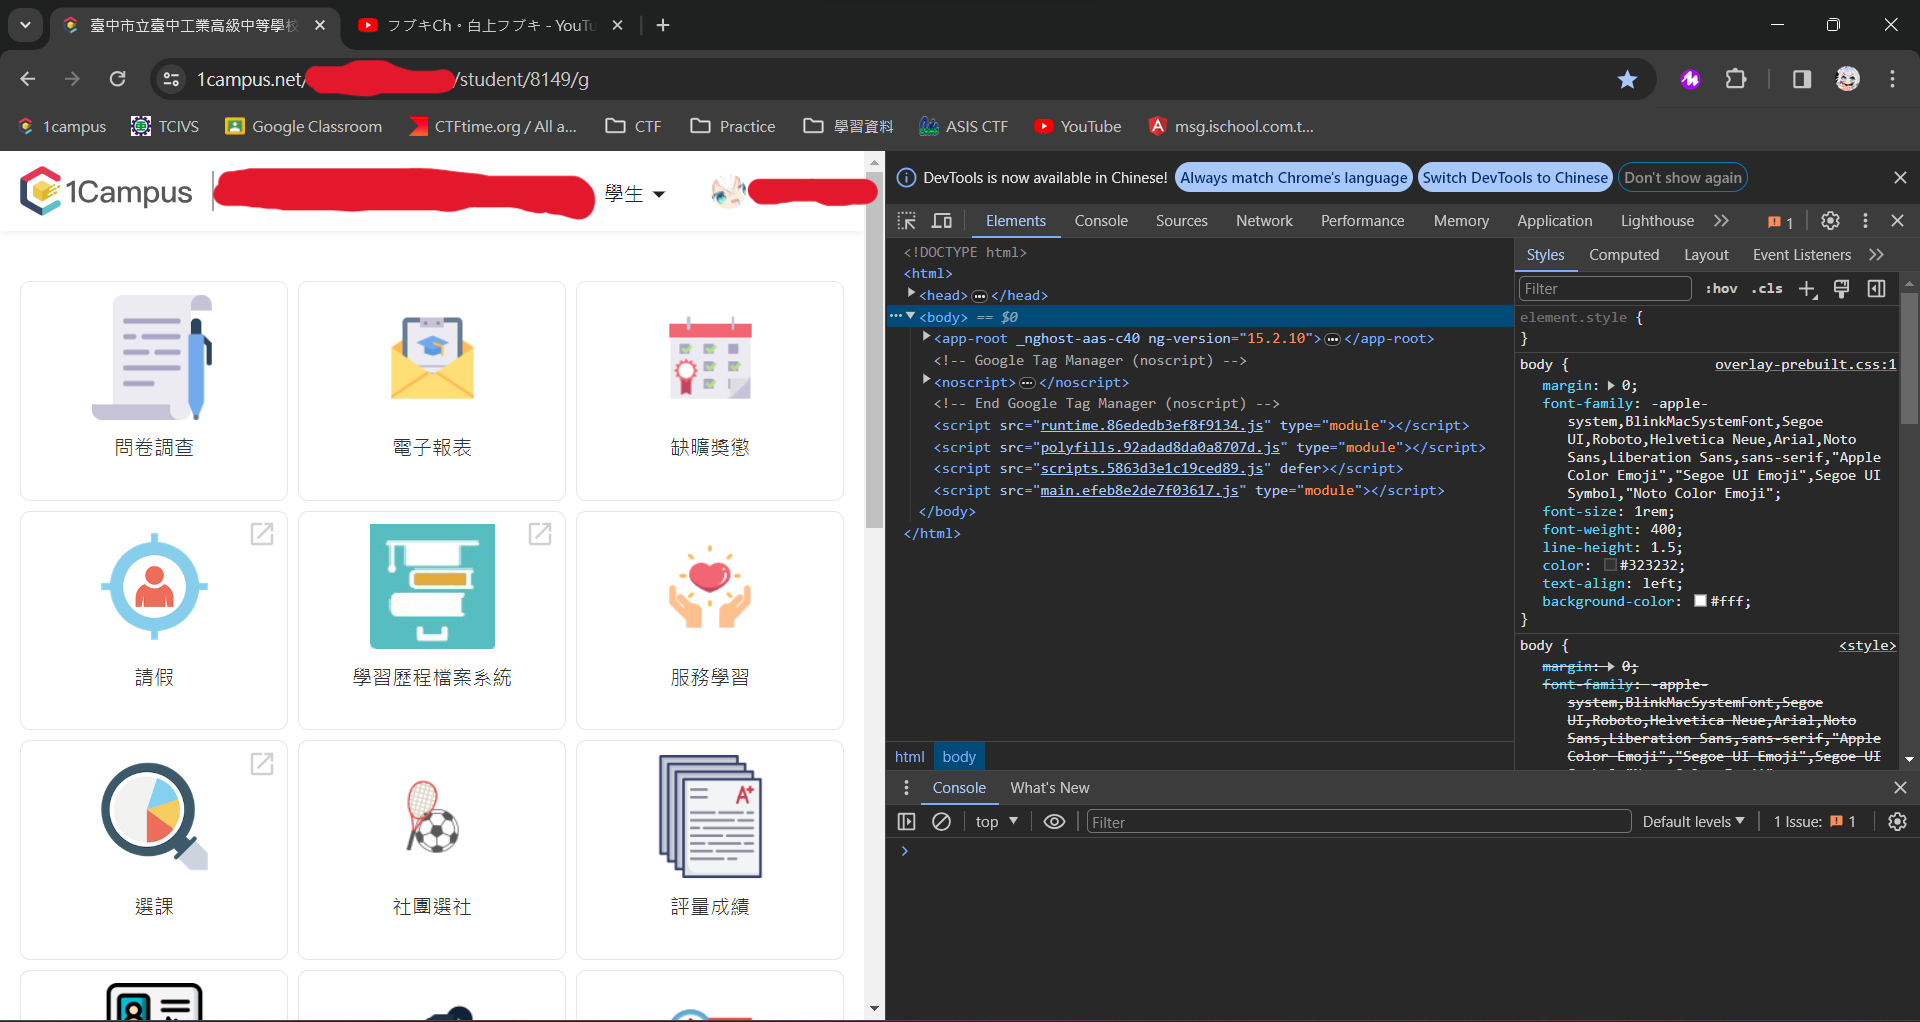 臺中市立臺中工業高級中等學校
フブキCh。白上フブキ - YouTu
1campus.net/
/student/8149/g
1campus
TCIVS
Google Classroom
CTFtime.org / All a...
CTF
Practice
學習資料
ASIS CTF
YouTube
msg.ischool.com.t...
1Campus
學生
問卷調查
電子報表
缺曠獎懲
請假
學習歷程檔案系統
服務學習
選課
社團選社
A+
評量成績
DevTools is now available in Chinese!
Always match Chrome's language
Switch DevTools to Chinese
Don't show again
Elements
Console
Sources
Network
Performance
Memory
Application
Lighthouse
1
<!DOCTYPE html>
<html>
<head>…</head>
<body> == $0
<app-root _nghost-aas-c40 ng-version="15.2.10">…</app-root>
<!-- Google Tag Manager (noscript) -->
<noscript>…</noscript>
<!-- End Google Tag Manager (noscript) -->
<script src="runtime.86ededb3ef8f9134.js" type="module"></script>
<script src="polyfills.92adad8da0a8707d.js" type="module"></script>
<script src="scripts.5863d3e1c19ced89.js" defer></script>
<script src="main.efeb8e2de7f03617.js" type="module"></script>
</body>
</html>
html
body
Styles
Computed
Layout
Event Listeners
Filter
:hov
.cls
element.style {
}
body {
overlay-prebuilt.css:1
margin: 0;
font-family: -apple-
system,BlinkMacSystemFont,Segoe
UI,Roboto,Helvetica Neue,Arial,Noto
Sans,Liberation Sans,sans-serif,"Apple
Color Emoji","Segoe UI Emoji",Segoe UI
Symbol,"Noto Color Emoji";
font-size: 1rem;
font-weight: 400;
line-height: 1.5;
color: #323232;
text-align: left;
background-color: #fff;
}
body {
<style>
margin: 0;
font-family: -apple-
system,BlinkMacSystemFont,Segoe
UI,Roboto,Helvetica Neue,Arial,Noto
Sans,Liberation Sans,sans-serif,"Apple
Color Emoji","Segoe UI Emoji",Segoe UI
Console
What's New
top
Filter
Default levels
1 Issue:
1